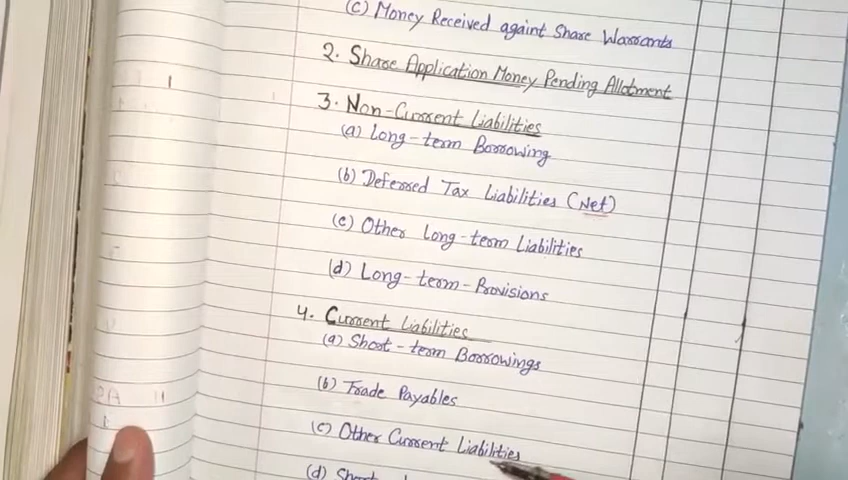 (c) Money Received againt Share Warrants
2. Share Application Money Pending Allotment
3. Non-Current Liabilities
(a) Long-term Borrowing
(b) Deferred Tax Liabilities (Net)
(c) Other Long-term Liabilities
(d) Long-term-Provisions
4. Current Liabilities
(a) Short-term Borrowings
(b) Trade Payables
(c) Other Current Liabilities
(d)